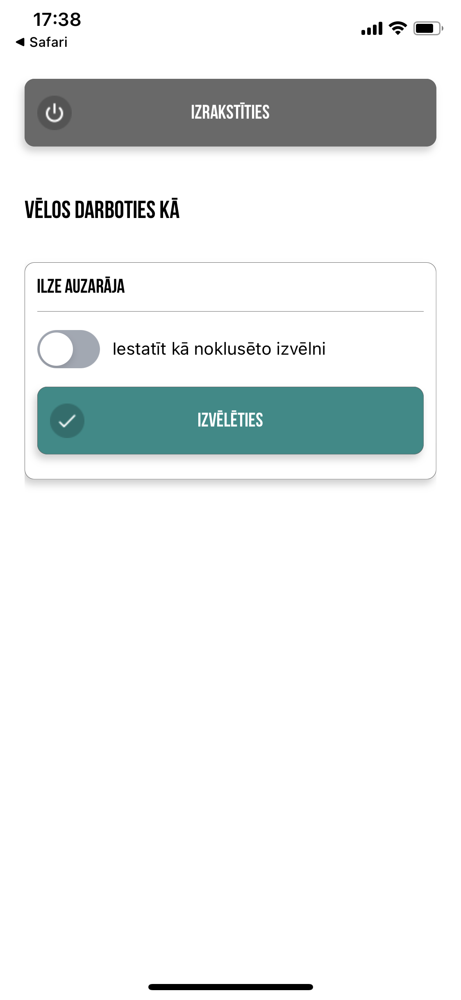 17:38
◀ Safari
IZRAKSTĪTIES
VĒLOS DARBOTIES KĀ
ILZE AUZARĀJA
Iestatīt kā noklusēto izvēlni
IZVĒLĒTIES